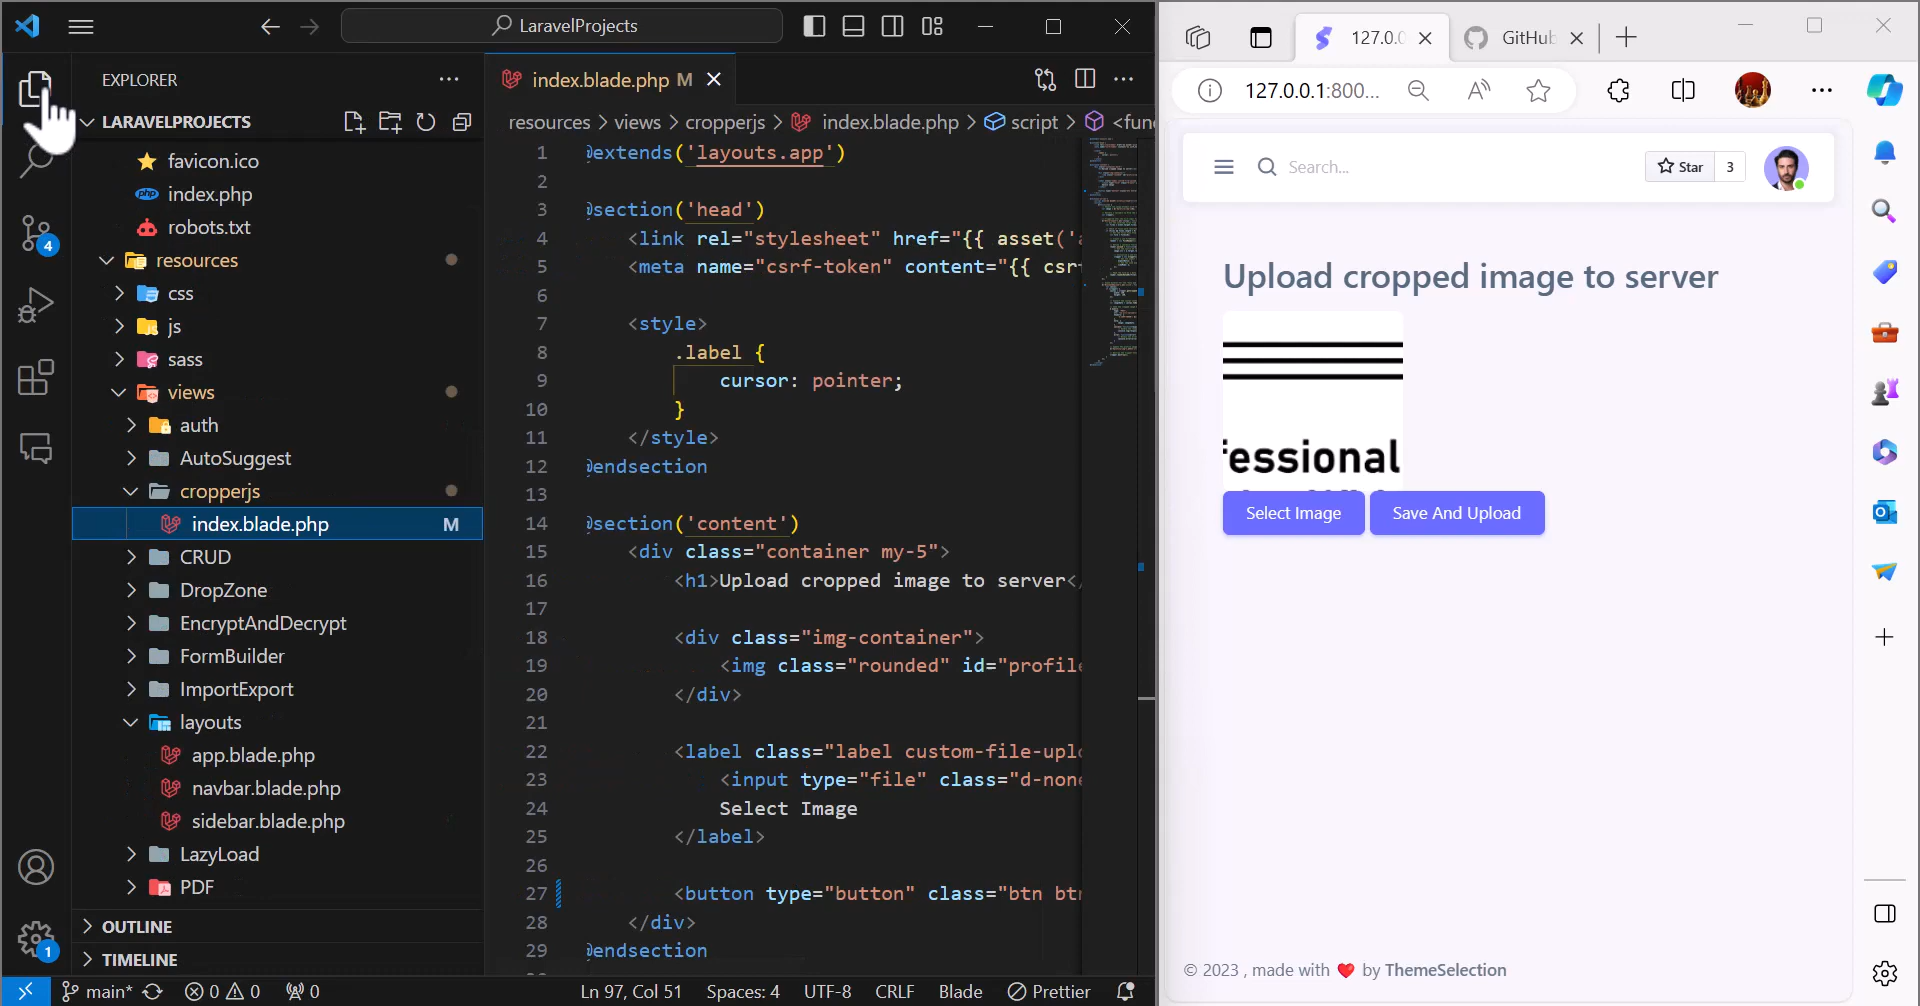 LaravelProjects
EXPLORER
LARAVELPROJECTS
favicon.ico
index.php
robots.txt
resources
css
js
sass
views
auth
AutoSuggest
cropperjs
index.blade.php M
CRUD
DropZone
EncryptAndDecrypt
FormBuilder
ImportExport
layouts
app.blade.php
navbar.blade.php
sidebar.blade.php
LazyLoad
PDF
OUTLINE
TIMELINE
4
1
index.blade.php M
resources > views > cropperjs > index.blade.php > script > <func
1 @extends('layouts.app')
2
3 @section('head')
4 <link rel="stylesheet" href="{{ asset('a
5 <meta name="csrf-token" content="{{ csr
6
7 <style>
8 .label {
9 cursor: pointer;
10 }
11 </style>
12 @endsection
13
14 @section('content')
15 <div class="container my-5">
16 <h1>Upload cropped image to server</
17
18 <div class="img-container">
19 <img class="rounded" id="profile
20 </div>
21
22 <label class="label custom-file-uplo
23 <input type="file" class="d-none
24 Select Image
25 </label>
26
27 <button type="button" class="btn bt
28 </div>
29 @endsection
main* 0 0 0 Ln 97, Col 51 Spaces: 4 UTF-8 CRLF Blade Prettier
127.0.0 GitHub
127.0.0.1:800...
Search... Star 3
Upload cropped image to server
fessional
Select Image Save And Upload
© 2023 , made with ❤️ by ThemeSelection